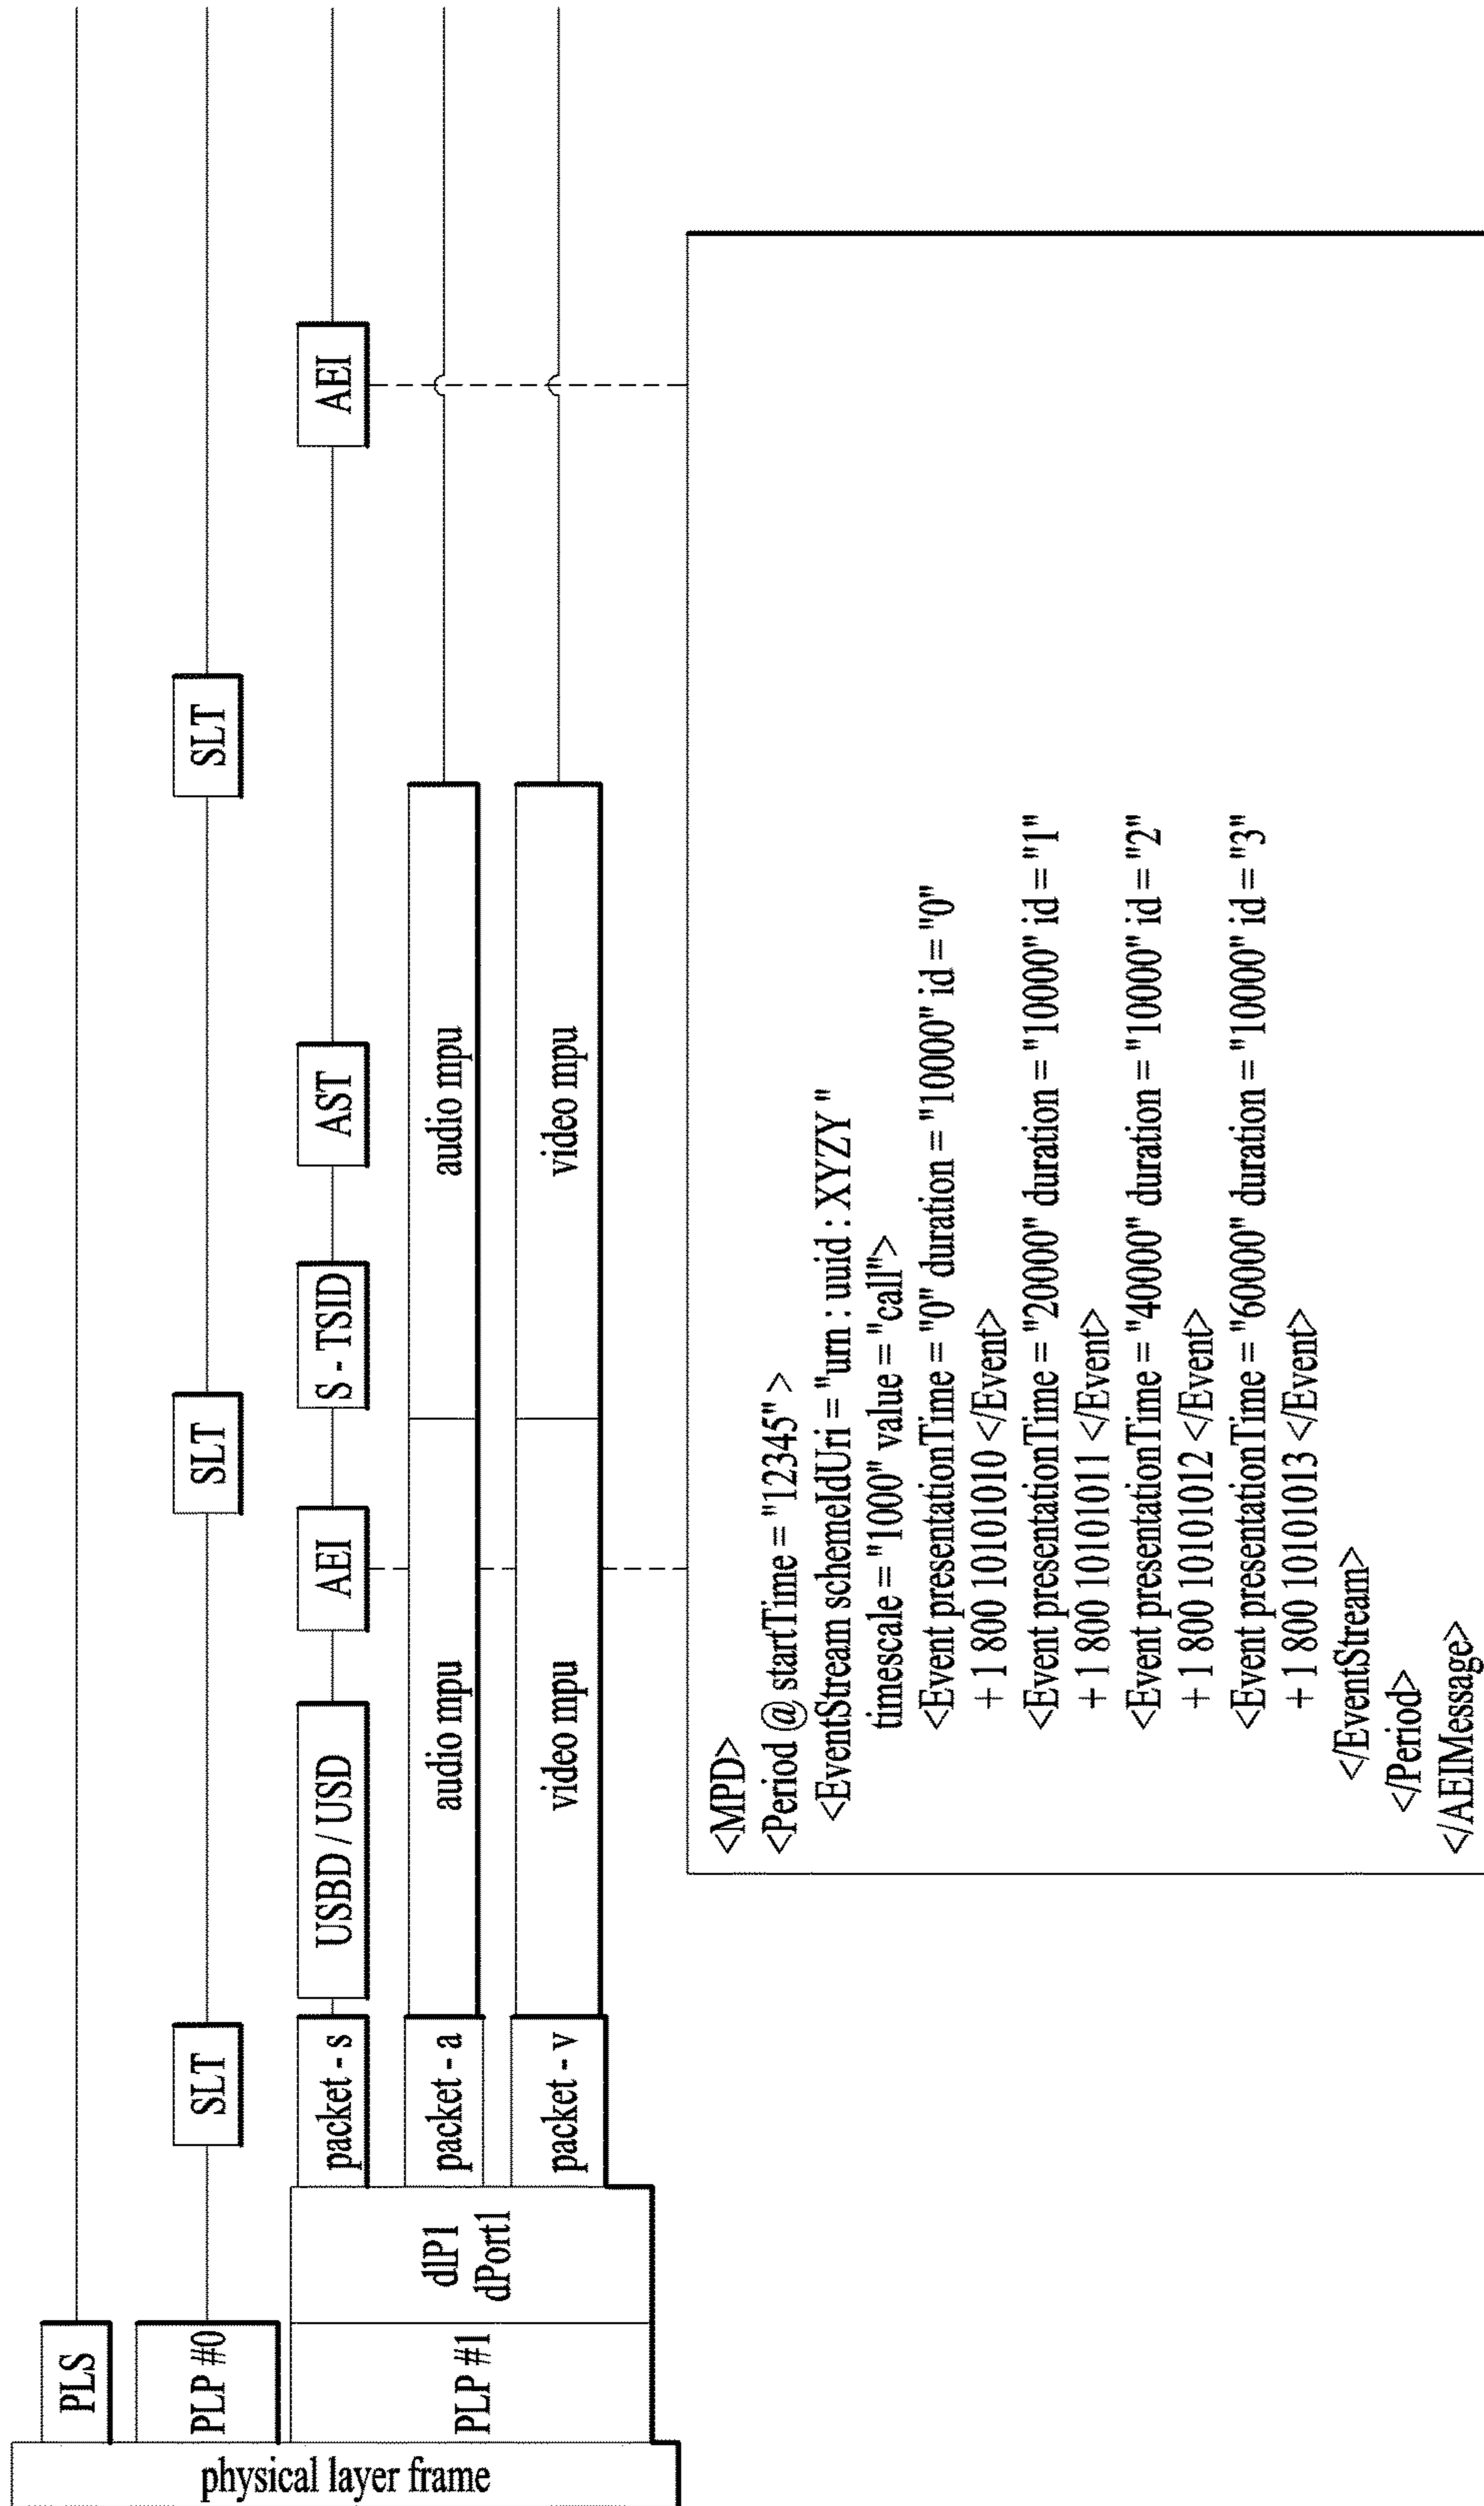 physical layer frame
PLS
PLP #0
SLT
SLT
SLT
PLP #1
dIP1
dPort1
packet - s
USBD / USD
AEI
S - TSID
AST
AEI
packet - a
audio mpu
audio mpu
packet - v
video mpu
video mpu
<MPD>
<Period @ startTime = "12345" >
<EventStream schemeIdUri = "urn : uuid : XYZY "
timescale = "1000" value = "call">
<Event presentationTime = "0" duration = "10000" id = "0"
+ 1 800 10101010 </Event>
<Event presentationTime = "20000" duration = "10000" id = "1"
+ 1 800 10101011 </Event>
<Event presentationTime = "40000" duration = "10000" id = "2"
+ 1 800 10101012 </Event>
<Event presentationTime = "60000" duration = "10000" id = "3"
+ 1 800 10101013 </Event>
</EventStream>
</Period>
</AEIMessage>